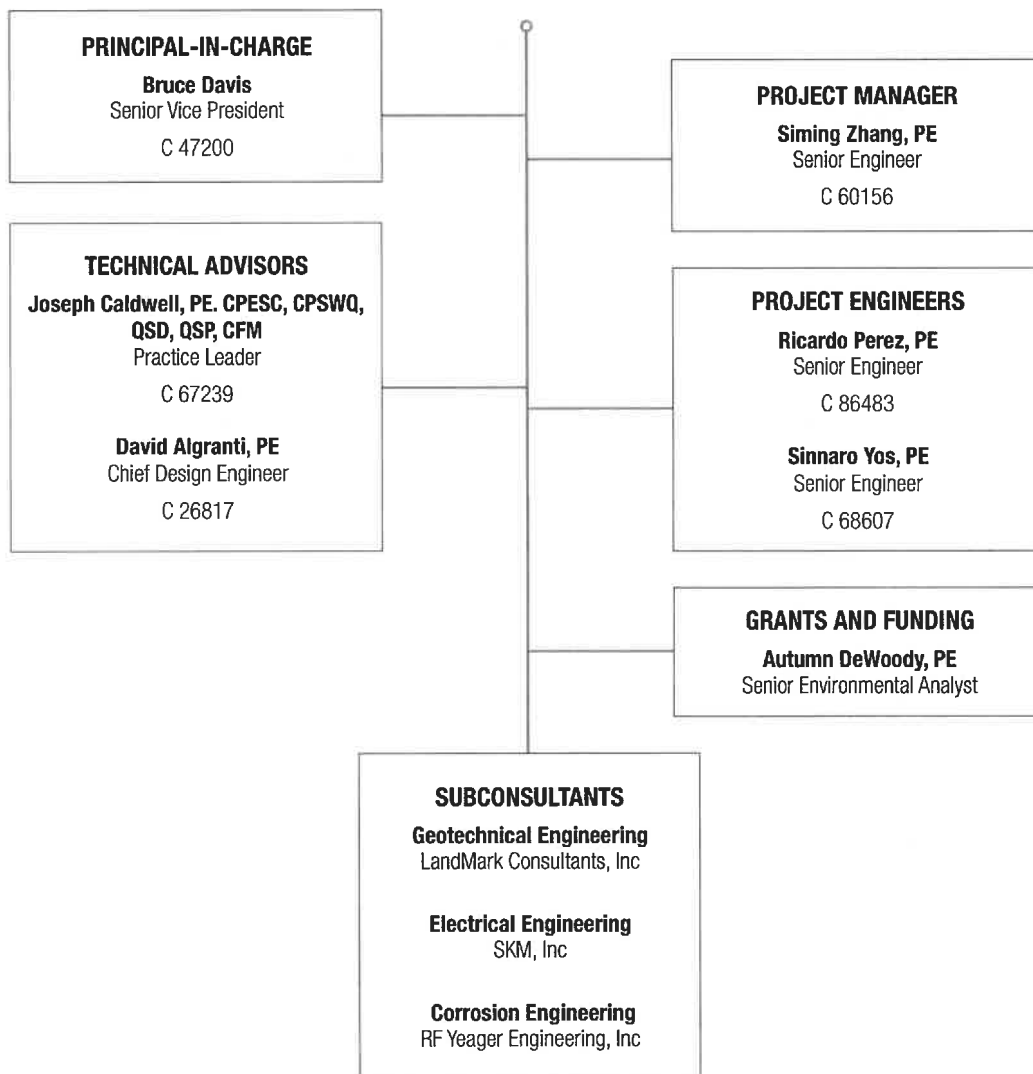 PRINCIPAL-IN-CHARGE
Bruce Davis
Senior Vice President
C 47200
PROJECT MANAGER
Siming Zhang, PE
Senior Engineer
C 60156
TECHNICAL ADVISORS
Joseph Caldwell, PE. CPESC, CPSWQ,
QSD, QSP, CFM
Practice Leader
C 67239
David Algranti, PE
Chief Design Engineer
C 26817
PROJECT ENGINEERS
Ricardo Perez, PE
Senior Engineer
C 86483
Sinnaro Yos, PE
Senior Engineer
C 68607
GRANTS AND FUNDING
Autumn DeWoody, PE
Senior Environmental Analyst
SUBCONSULTANTS
Geotechnical Engineering
LandMark Consultants, Inc
Electrical Engineering
SKM, Inc
Corrosion Engineering
RF Yeager Engineering, Inc